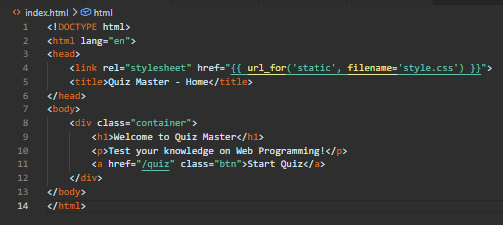 index.html > html
1 <!DOCTYPE html>
2 <html lang="en">
3 <head>
4 <link rel="stylesheet" href="{{ url_for('static', filename='style.css') }}">
5 <title>Quiz Master - Home</title>
6 </head>
7 <body>
8 <div class="container">
9 <h1>Welcome to Quiz Master</h1>
10 <p>Test your knowledge on Web Programming!</p>
11 <a href="/quiz" class="btn">Start Quiz</a>
12 </div>
13 </body>
14 </html>